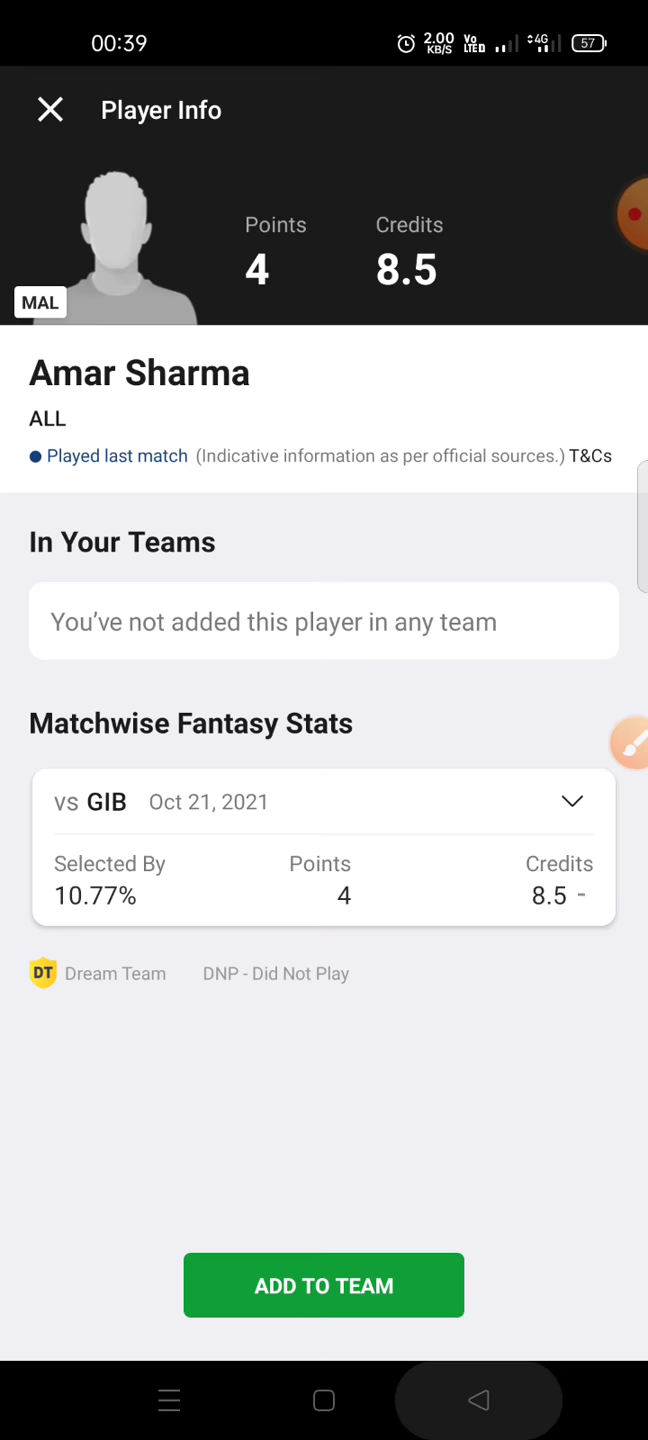 00:39 2.00 KB/S Vo LTE 4G 57
Player Info
Points Credits
4 8.5
MAL
Amar Sharma
ALL
Played last match (Indicative information as per official sources.) T&Cs
In Your Teams
You’ve not added this player in any team
Matchwise Fantasy Stats
vs GIB Oct 21, 2021
Selected By Points Credits
10.77% 4 8.5 -
DT Dream Team DNP - Did Not Play
ADD TO TEAM